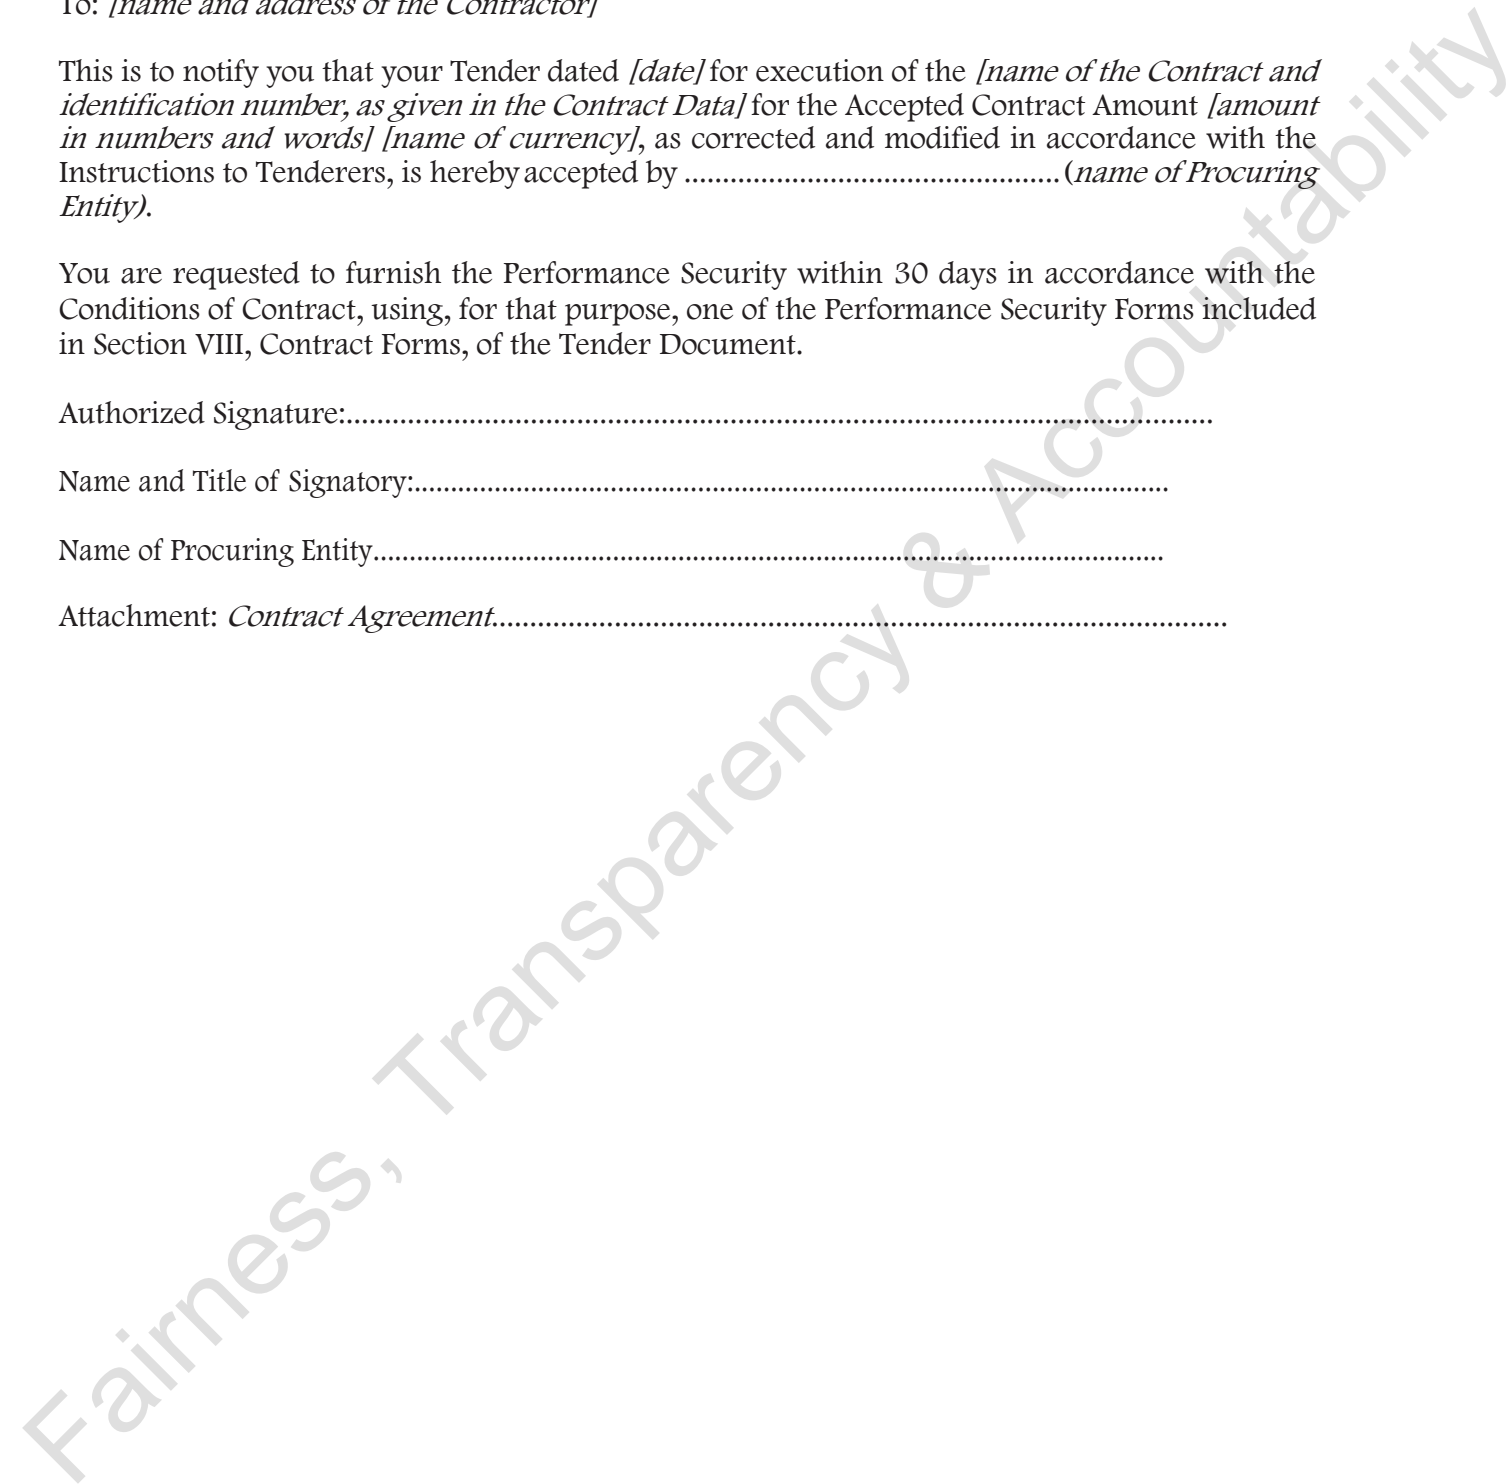 To: [name and address of the Contractor]
This is to notify you that your Tender dated [date] for execution of the [name of the Contract and
identification number, as given in the Contract Data] for the Accepted Contract Amount [amount
in numbers and words] [name of currency], as corrected and modified in accordance with the
Instructions to Tenderers, is hereby accepted by ................................................. (name of Procuring
Entity).
You are requested to furnish the Performance Security within 30 days in accordance with the
Conditions of Contract, using, for that purpose, one of the Performance Security Forms included
in Section VIII, Contract Forms, of the Tender Document.
Authorized Signature:.................................................................................................................
Name and Title of Signatory:........................................................................................................
Name of Procuring Entity.............................................................................................................
Attachment: Contract Agreement................................................................................................
Fairness, Transparency & Accountability